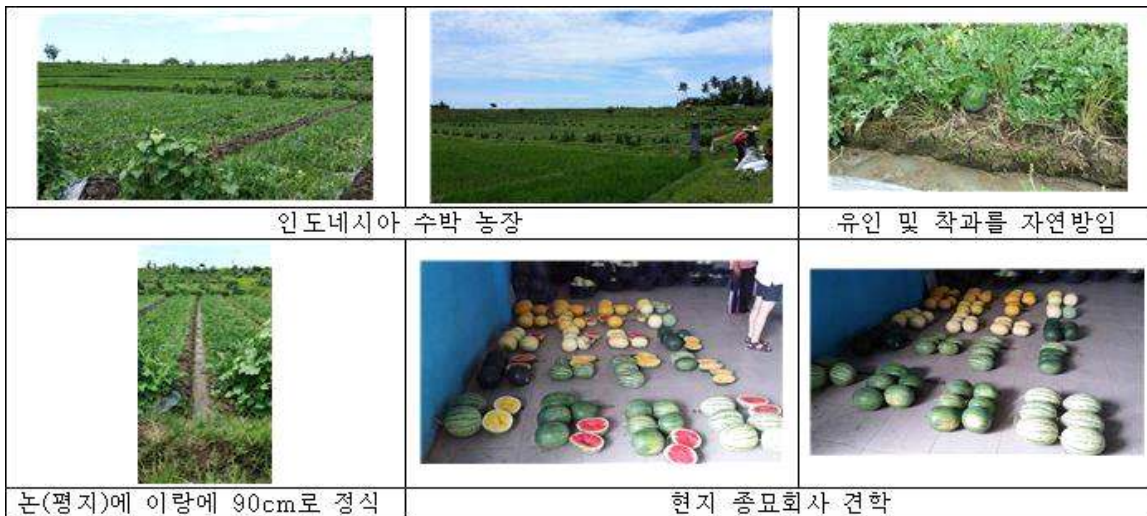 인도네시아 수박 농장
유인 및 착과를 자연방임
논(평지)에 이랑에 90cm로 정식
현지 종묘회사 견학